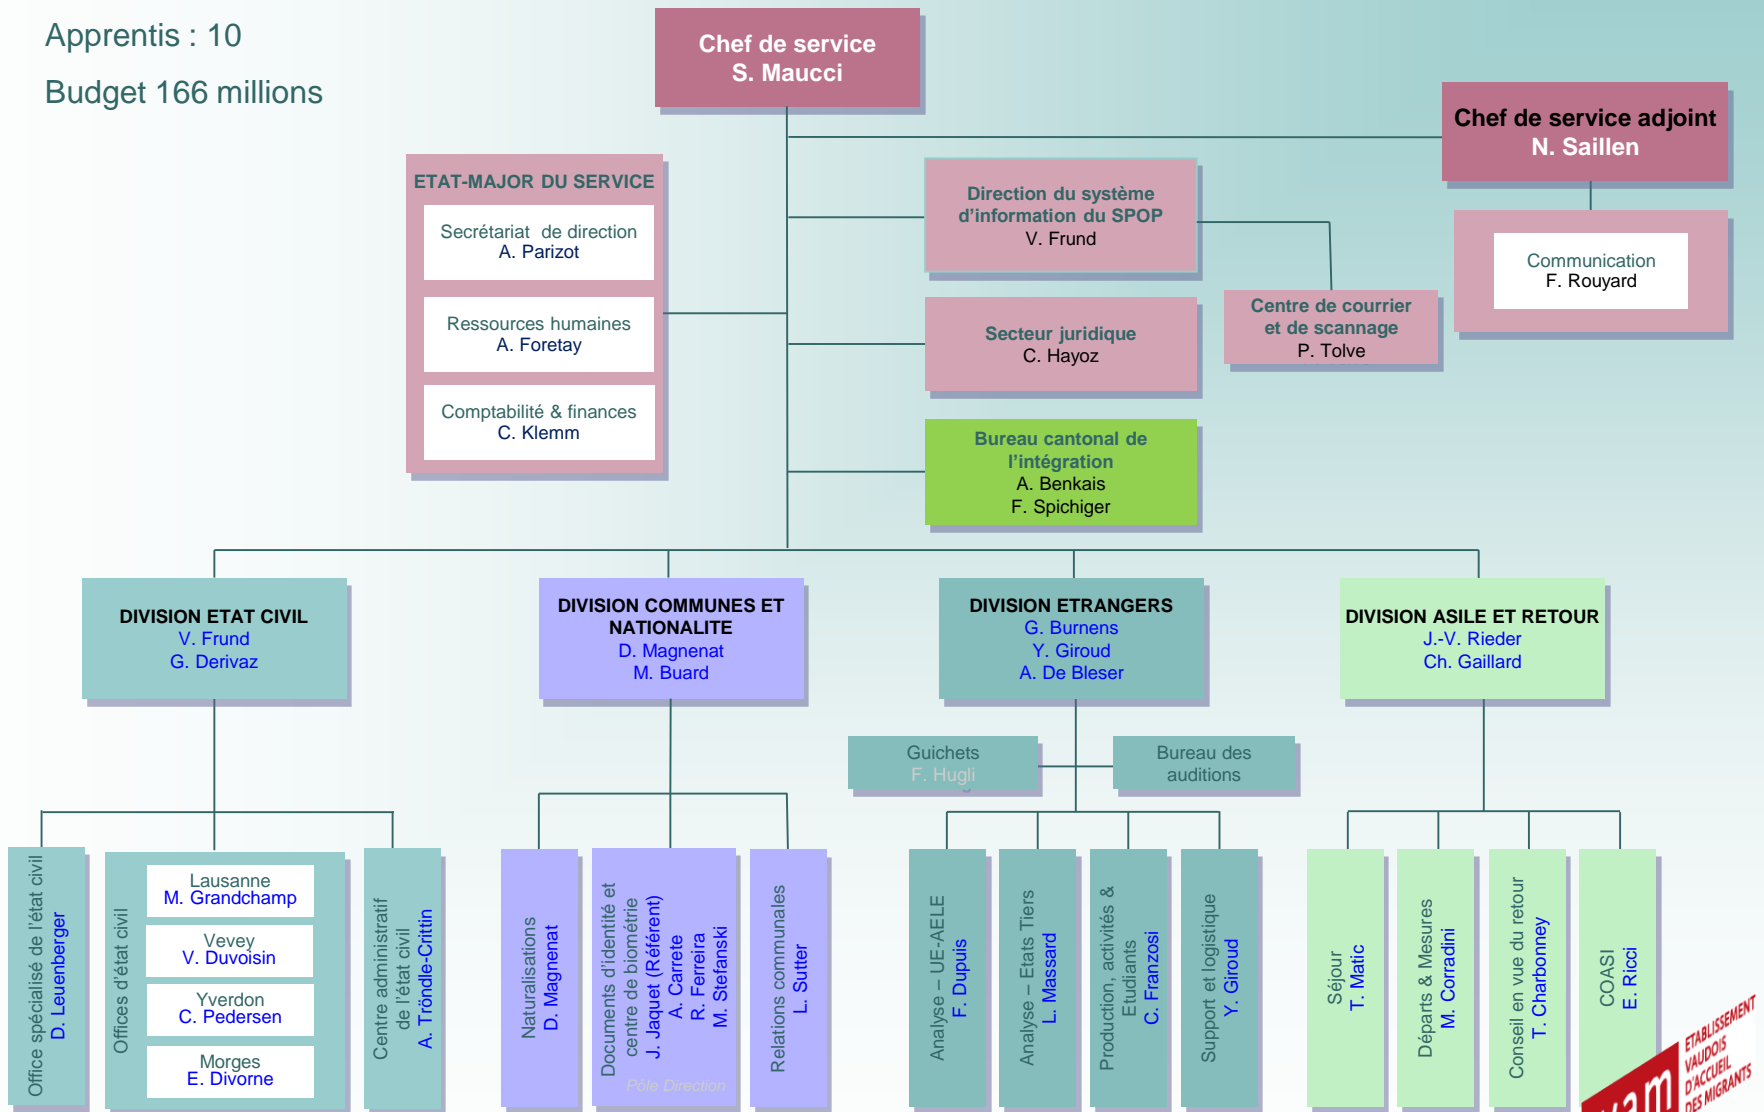 Apprentis : 10
Budget 166 millions
Chef de service
S. Maucci
Chef de service adjoint
N. Saillen
ETAT-MAJOR DU SERVICE
Secrétariat de direction
A. Parizot
Ressources humaines
A. Foretay
Comptabilité & finances
C. Klemm
Direction du système
d'information du SPOP
V. Frund
Centre de courrier
et de scannage
P. Tolve
Communication
F. Rouyard
Secteur juridique
C. Hayoz
Bureau cantonal de
l'intégration
A. Benkais
F. Spichiger
DIVISION ETAT CIVIL
V. Frund
G. Derivaz
DIVISION COMMUNES ET
NATIONALITE
D. Magnenat
M. Buard
DIVISION ETRANGERS
G. Burnens
Y. Giroud
A. De Bleser
DIVISION ASILE ET RETOUR
J.-V. Rieder
Ch. Gaillard
Guichets
F. Hugli
Bureau des
auditions
Office spécialisé de l'état civil
D. Leuenberger
Offices d'état civil
Lausanne
M. Grandchamp
Vevey
V. Duvoisin
Yverdon
C. Pedersen
Morges
E. Divorne
Centre administratif
de l'état civil
A. Tröndle-Crittin
Naturalisations
D. Magnenat
Documents d'identité et
centre de biométrie
J. Jaquet (Référent)
A. Carrete
R. Ferreira
M. Stefanski
Pôle Direction
Relations communales
L. Sutter
Analyse – UE-AELE
F. Dupuis
Analyse – Etats Tiers
L. Massard
Production, activités &
Etudiants
C. Franzosi
Support et logistique
Y. Giroud
Séjour
T. Matic
Départs & Mesures
M. Corradini
Conseil en vue du retour
T. Charbonney
COASI
E. Ricci
ETABLISSEMENT
VAUDOIS
D'ACCUEIL
DES MIGRANTS